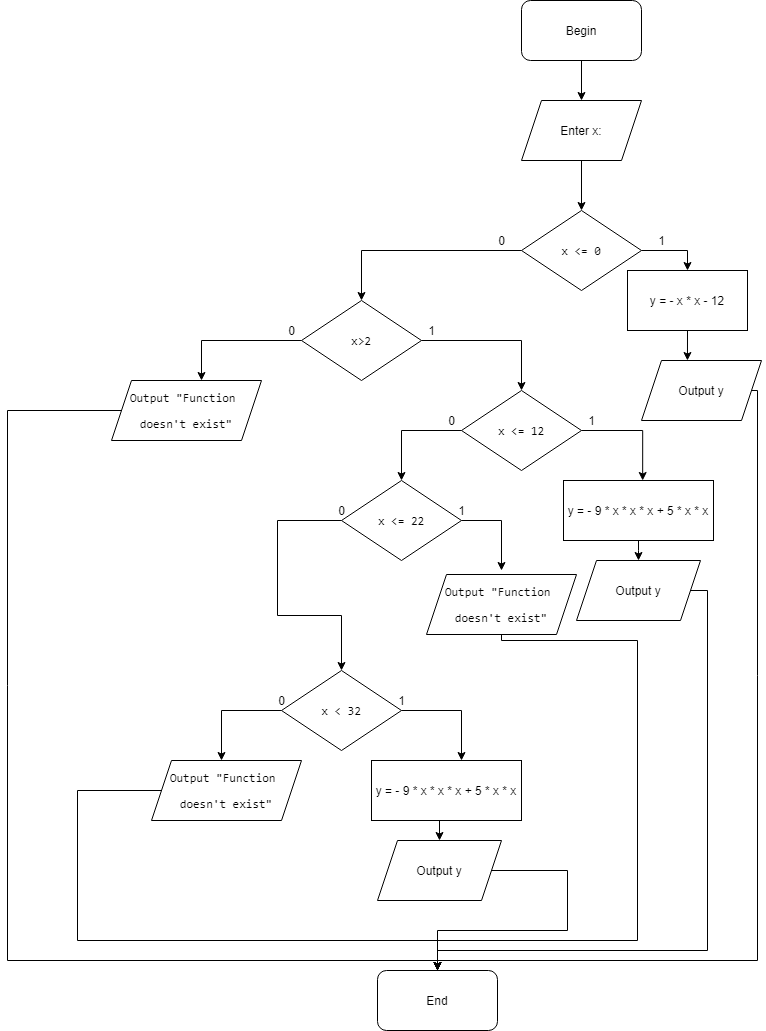 Begin
Enter x:
0
x <= 0
1
y = - x * x - 12
Output y
0
x>2
1
Output "Function
doesn't exist"
0
x <= 12
1
y = - 9 * x * x * x + 5 * x * x
Output y
0
x <= 22
1
Output "Function
doesn't exist"
0
x < 32
1
Output "Function
doesn't exist"
y = - 9 * x * x * x + 5 * x * x
Output y
End